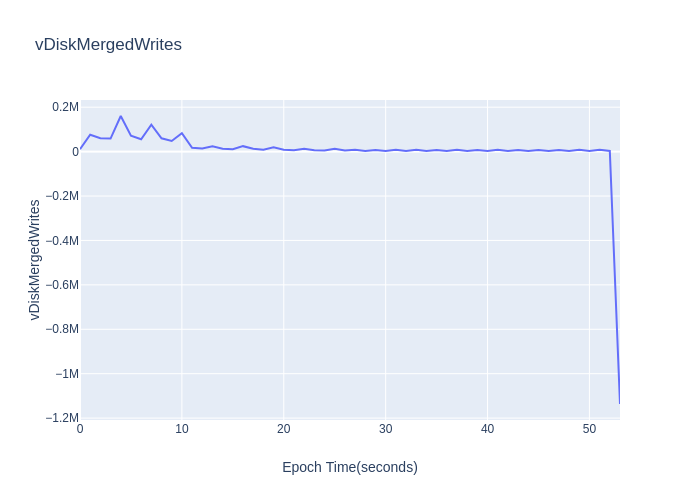 vDiskMergedWrites
0.2M
0
−0.2M
−0.4M
−0.6M
−0.8M
−1M
−1.2M
vDiskMergedWrites
0 10 20 30 40 50
Epoch Time(seconds)